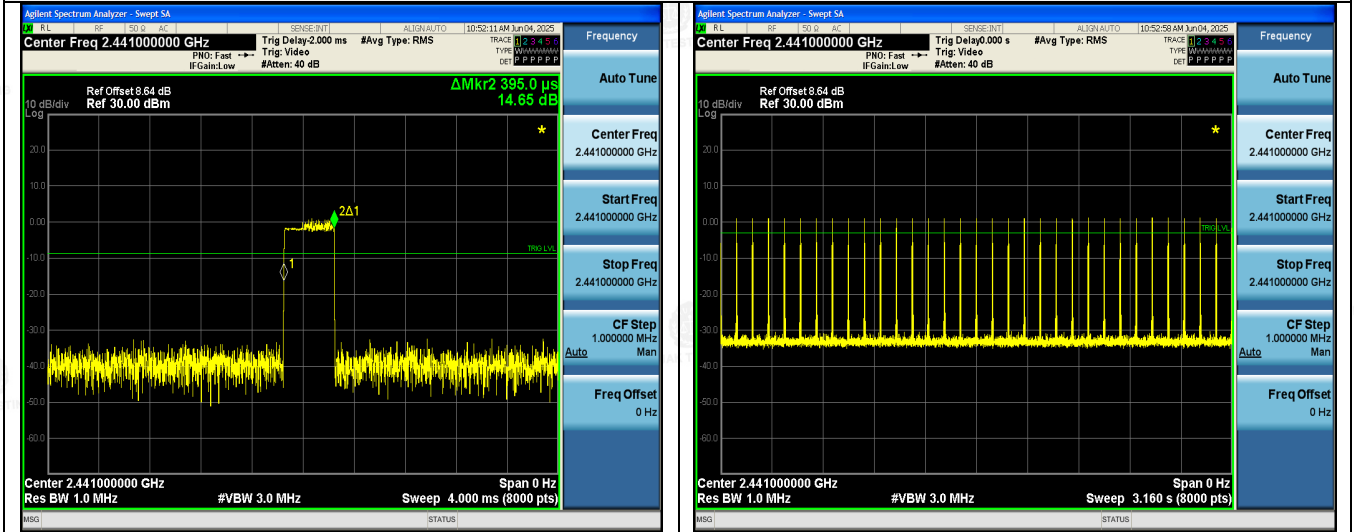 Agilent Spectrum Analyzer - Swept SA
RL RF 50 Ω AC SENSE:INT ALIGN AUTO 10:52:11 AM Jun 04, 2025
Center Freq 2.441000000 GHz
PNO: Fast
IFGain:Low
Trig Delay-2.000 ms
Trig: Video
#Atten: 40 dB
#Avg Type: RMS
TRACE 1 2 3 4 5 6
TYPE
DET P P P P P P
ΔMkr2 395.0 µs
14.65 dB
Ref Offset 8.64 dB
10 dB/div Ref 30.00 dBm
Log
20.0
10.0
0.00
-10.0
-20.0
-30.0
-40.0
-50.0
-60.0
*
2Δ1
1
TRIG LVL
Center 2.441000000 GHz Span 0 Hz
Res BW 1.0 MHz #VBW 3.0 MHz Sweep 4.000 ms (8000 pts)
MSG STATUS
Frequency
Auto Tune
Center Freq
2.441000000 GHz
Start Freq
2.441000000 GHz
Stop Freq
2.441000000 GHz
CF Step
1.000000 MHz
Auto Man
Freq Offset
0 Hz
Agilent Spectrum Analyzer - Swept SA
RL RF 50 Ω AC SENSE:INT ALIGN AUTO 10:52:58 AM Jun 04, 2025
Center Freq 2.441000000 GHz
PNO: Fast
IFGain:Low
Trig Delay0.000 s
Trig: Video
#Atten: 40 dB
#Avg Type: RMS
TRACE 1 2 3 4 5 6
TYPE
DET P P P P P P
Ref Offset 8.64 dB
10 dB/div Ref 30.00 dBm
Log
20.0
10.0
0.00
-10.0
-20.0
-30.0
-40.0
-50.0
-60.0
*
TRIG LVL
Center 2.441000000 GHz Span 0 Hz
Res BW 1.0 MHz #VBW 3.0 MHz Sweep 3.160 s (8000 pts)
MSG STATUS
Frequency
Auto Tune
Center Freq
2.441000000 GHz
Start Freq
2.441000000 GHz
Stop Freq
2.441000000 GHz
CF Step
1.000000 MHz
Auto Man
Freq Offset
0 Hz